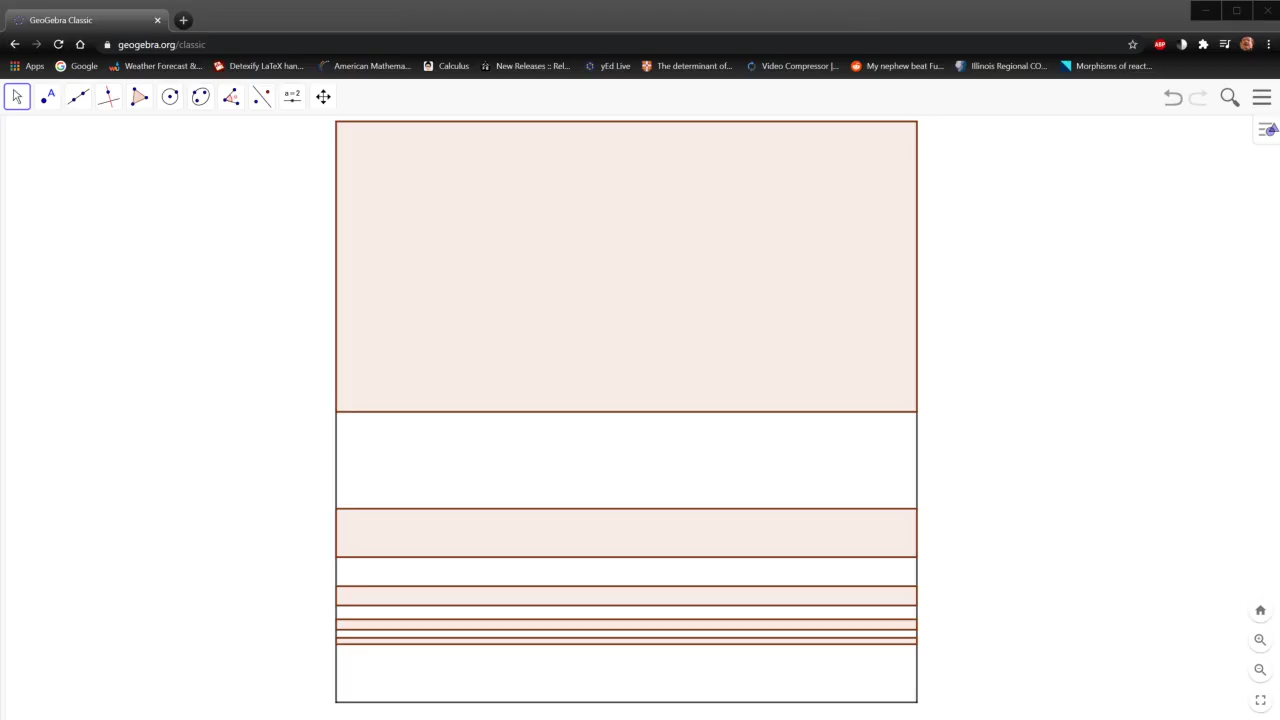 GeoGebra Classic
geogebra.org/classic
ABP
Apps Google Weather Forecast &... Detexify LaTeX han... American Mathema... Calculus New Releases :: Rel... yEd Live The determinant of... Video Compressor |... My nephew beat Fu... Illinois Regional CO... Morphisms of react...
A
a=2